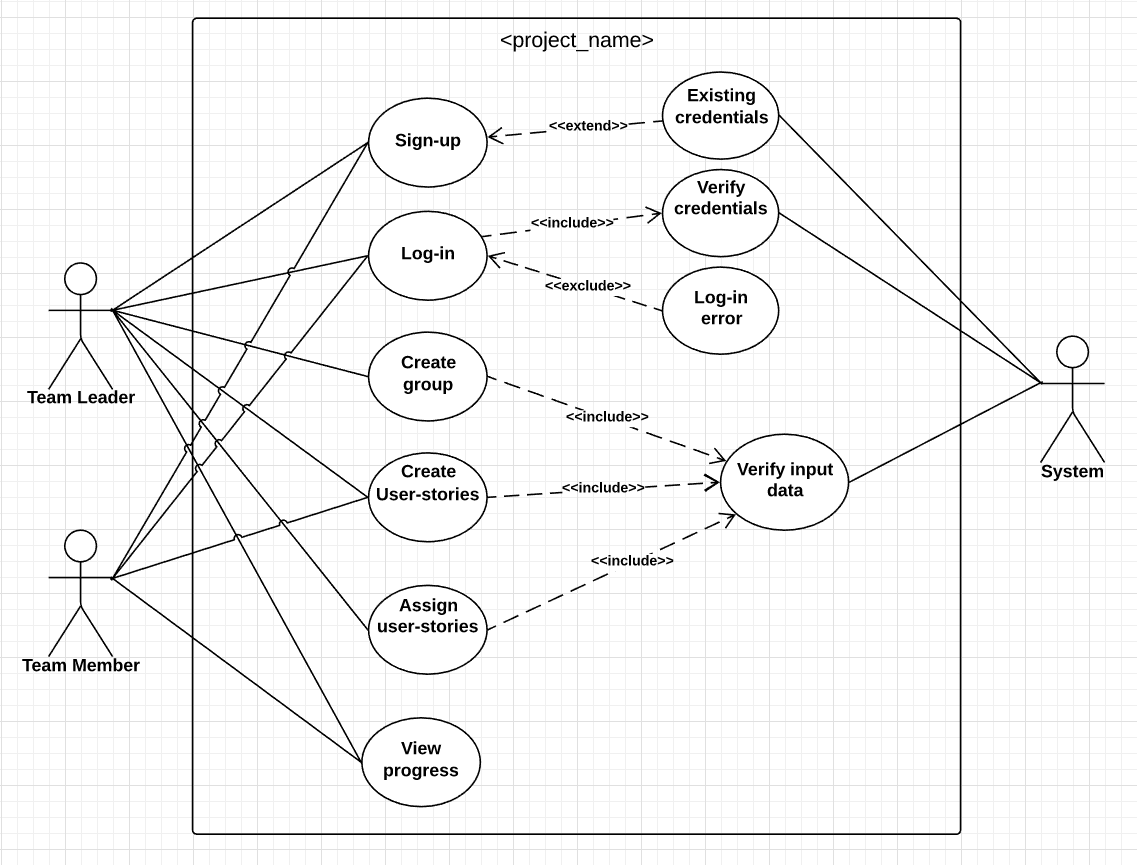 <project_name>
Existing
credentials
<<extend>>
Sign-up
Verify
credentials
<<include>>
Log-in
<<exclude>>
Log-in
error
Create
group
Team Leader
<<include>>
Verify input
data
System
Create
User-stories
<<include>>
<<include>>
Assign
user-stories
Team Member
View
progress